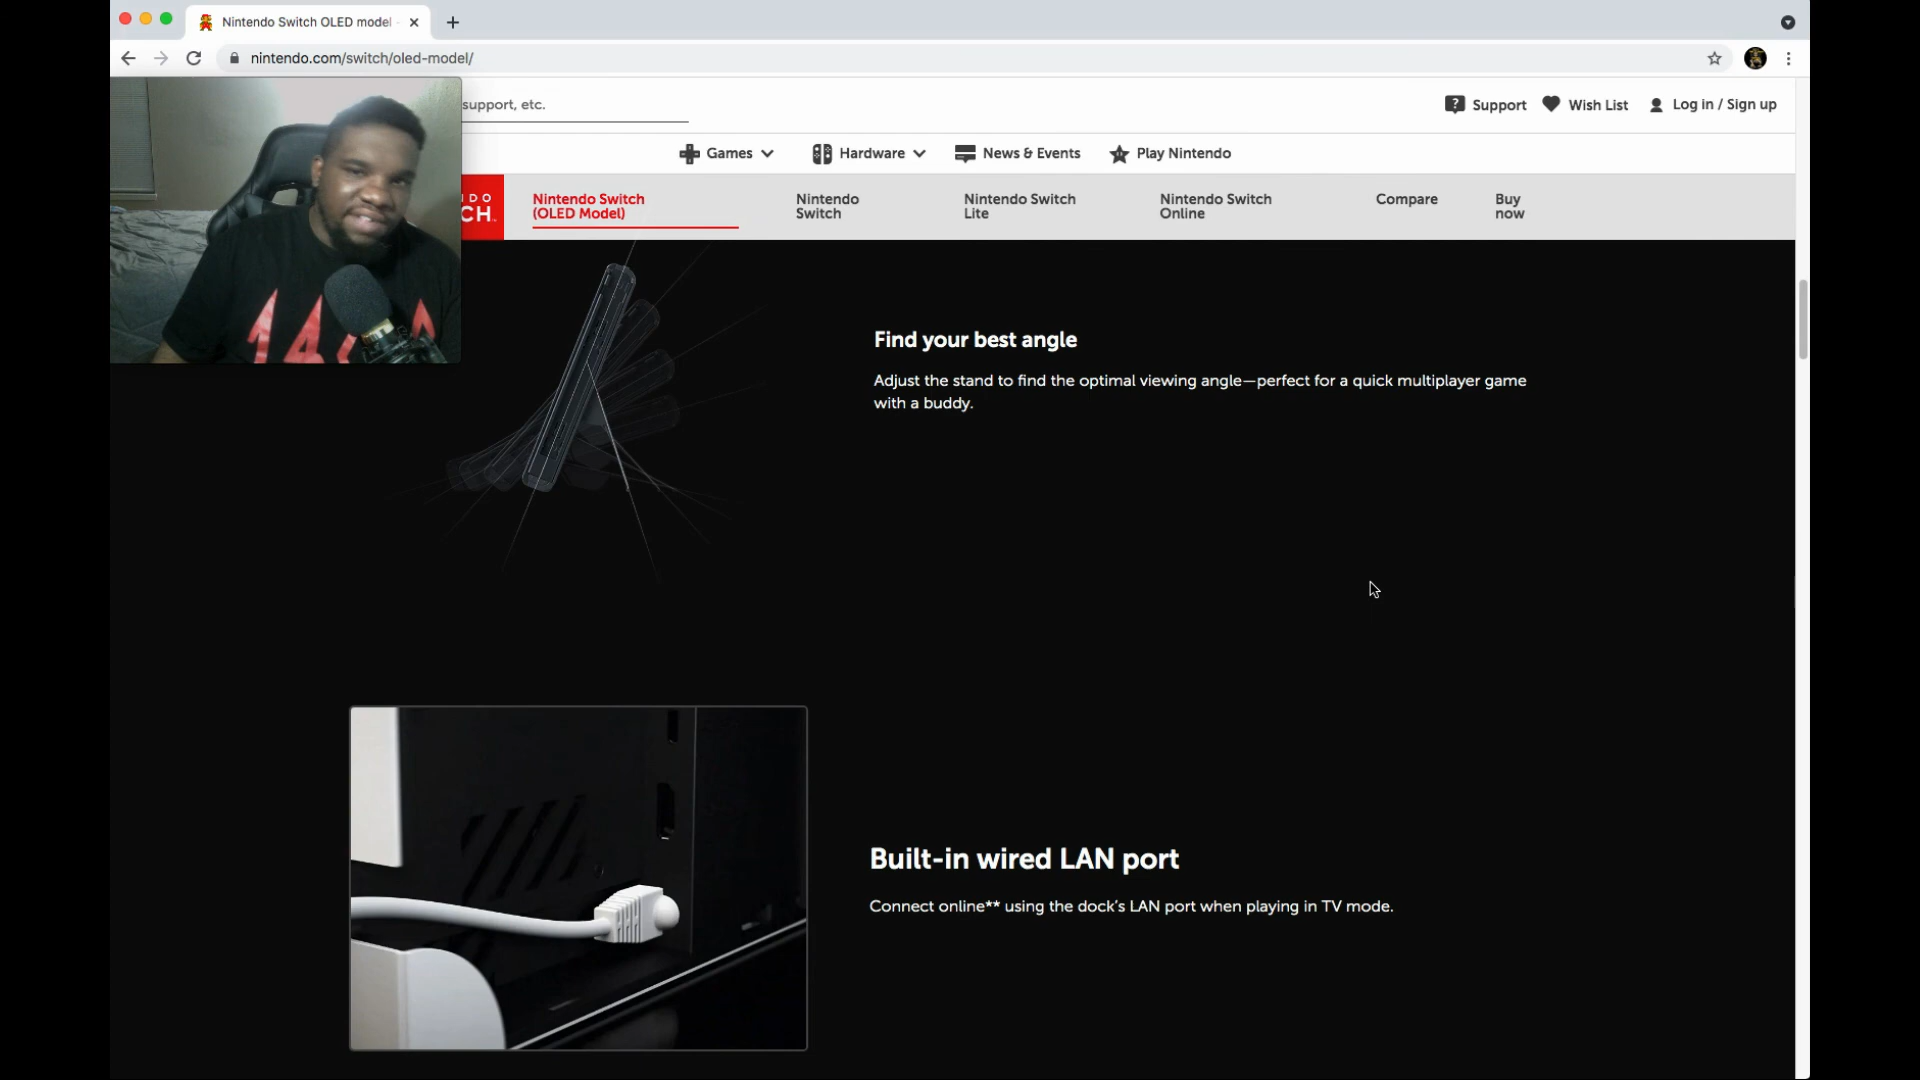 Nintendo Switch OLED model
nintendo.com/switch/oled-model/
support, etc.
Support
Wish List
Log in / Sign up
Games
Hardware
News & Events
Play Nintendo
NDO
CH
Nintendo Switch
(OLED Model)
Nintendo
Switch
Nintendo Switch
Lite
Nintendo Switch
Online
Compare
Buy
now
Find your best angle
Adjust the stand to find the optimal viewing angle—perfect for a quick multiplayer game
with a buddy.
Built-in wired LAN port
Connect online** using the dock's LAN port when playing in TV mode.